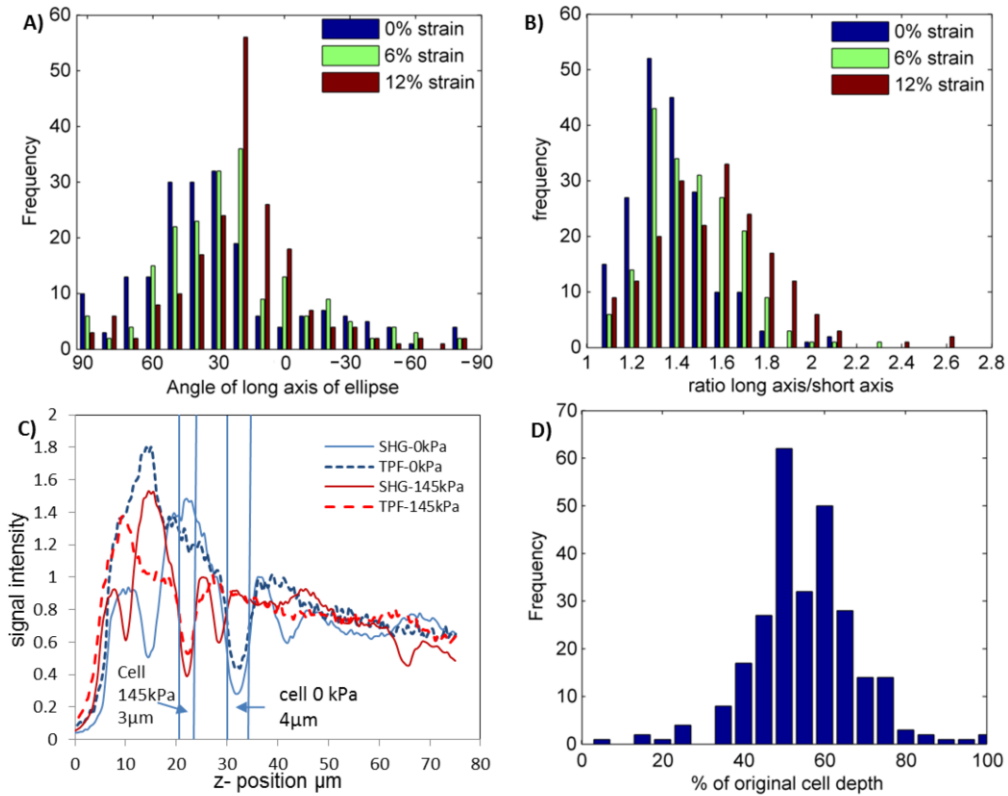 A)
60
50
40
30
20
10
0
Frequency
0% strain
6% strain
12% strain
90 60 30 0 −30 −60 −90
Angle of long axis of ellipse
B)
60
50
40
30
20
10
0
frequency
0% strain
6% strain
12% strain
1 1.2 1.4 1.6 1.8 2 2.2 2.4 2.6 2.8
ratio long axis/short axis
C)
2
1.8
1.6
1.4
1.2
1
0.8
0.6
0.4
0.2
0
signal intensity
SHG-0kPa
TPF-0kPa
SHG-145kPa
TPF-145kPa
Cell
145kPa
3µm
cell 0 kPa
4µm
0 10 20 30 40 50 60 70 80
z- position µm
D)
70
60
50
40
30
20
10
0
Frequency
0 20 40 60 80 100
% of original cell depth